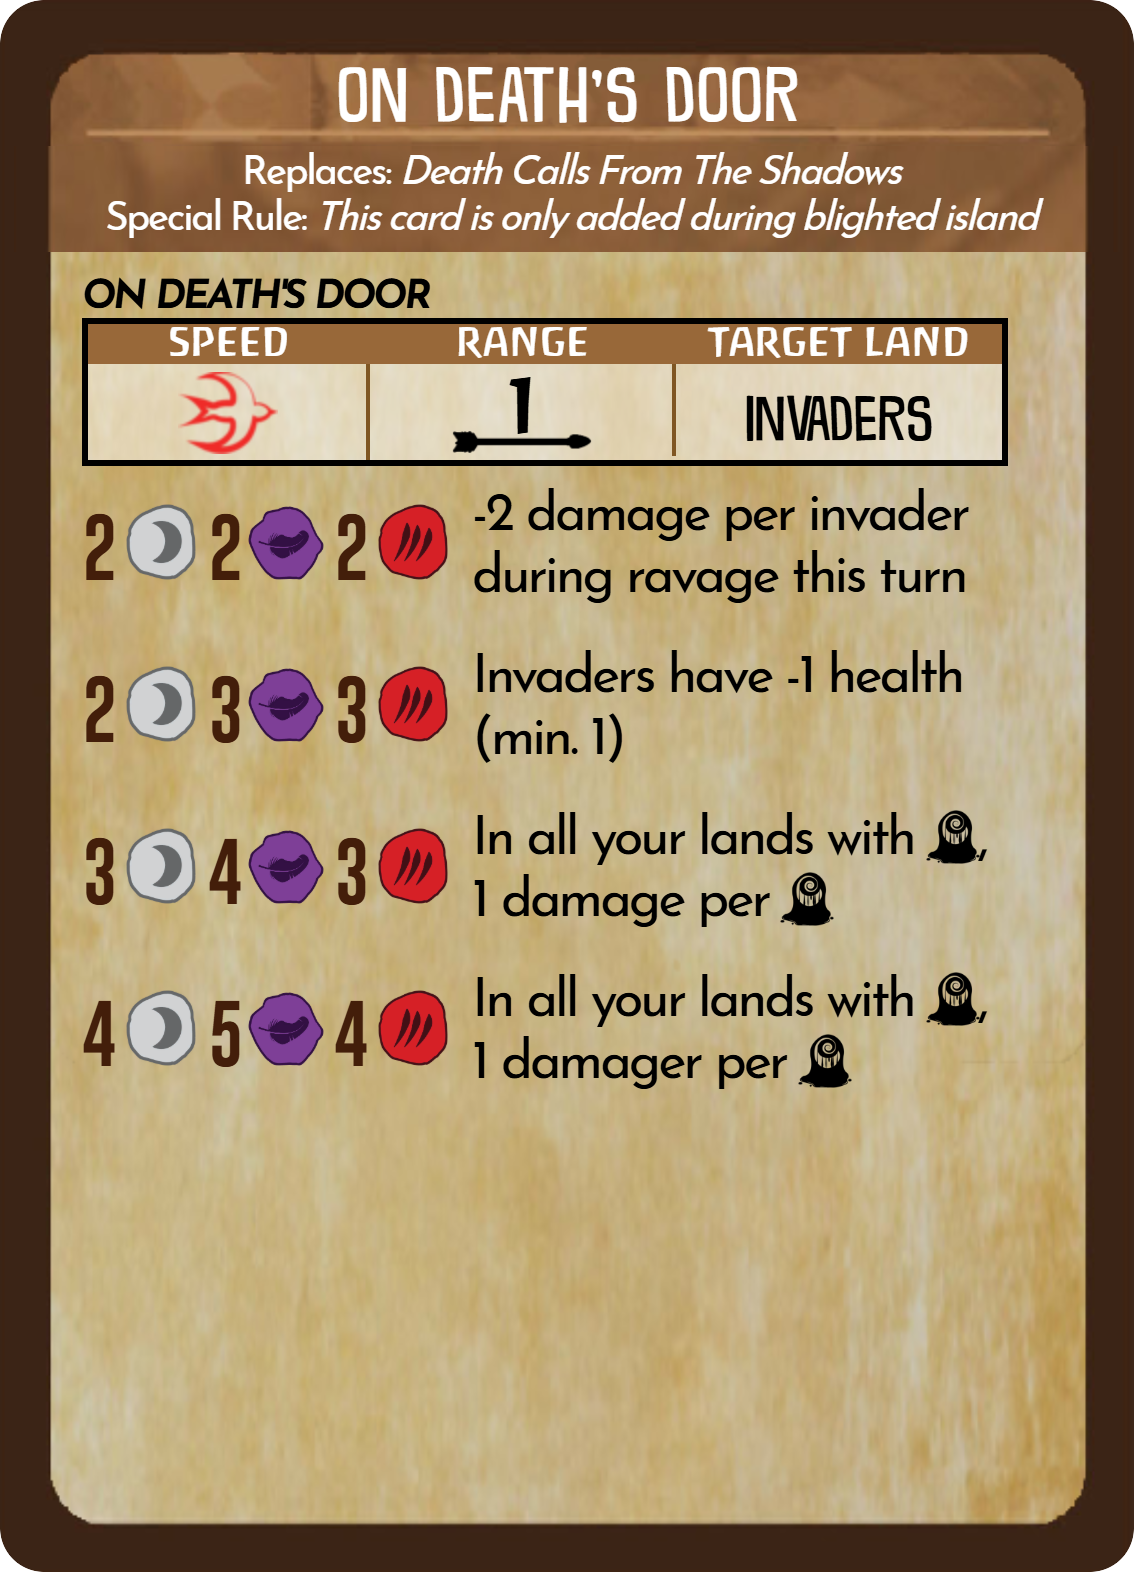 ON DEATH'S DOOR
Replaces: Death Calls From The Shadows
Special Rule: This card is only added during blighted island
ON DEATH'S DOOR
SPEED RANGE TARGET LAND
1 INVADERS
2 2 2 -2 damage per invader
during ravage this turn
2 3 3 Invaders have -1 health
(min. 1)
3 4 3 In all your lands with ,
1 damage per
4 5 4 In all your lands with ,
1 damager per